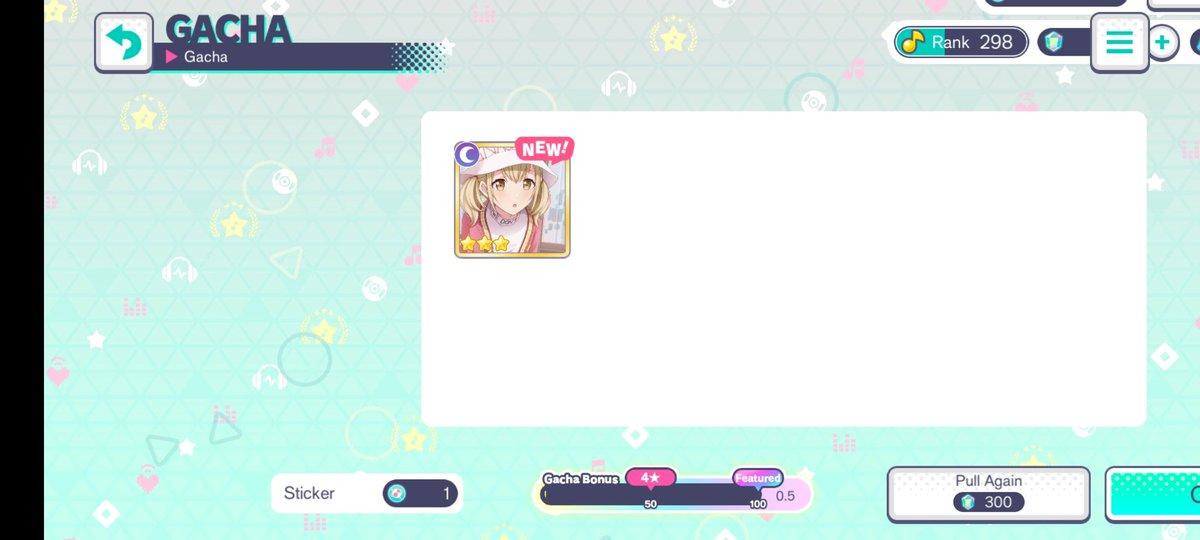 GACHA
Gacha
Rank 298
NEW!
Sticker 1
Gacha Bonus 4★ Featured
50 100 0.5
Pull Again
300